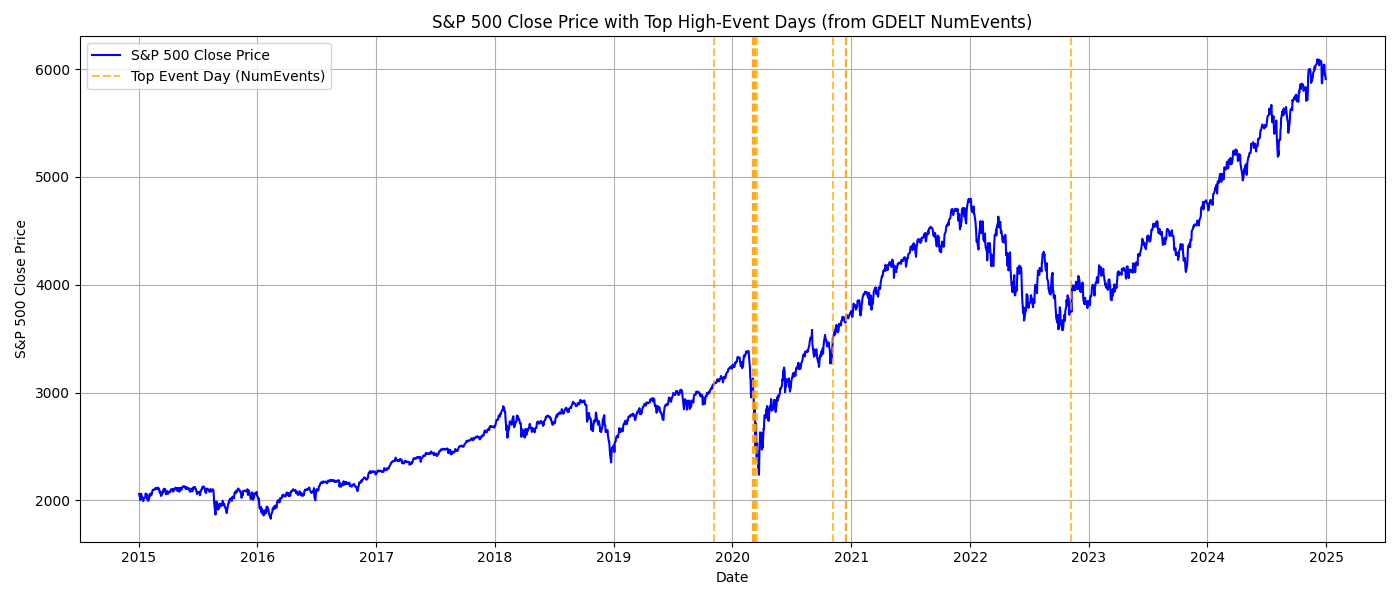 S&P 500 Close Price with Top High-Event Days (from GDELT NumEvents)
S&P 500 Close Price
Top Event Day (NumEvents)
S&P 500 Close Price
6000
5000
4000
3000
2000
2015 2016 2017 2018 2019 2020 2021 2022 2023 2024 2025
Date